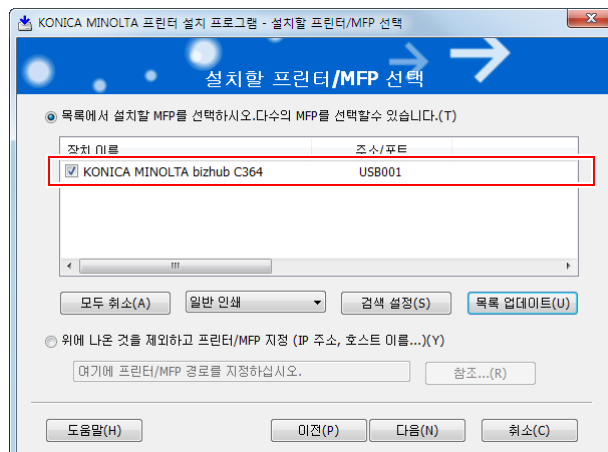 KONICA MINOLTA 프린터 설치 프로그램 - 설치할 프린터/MFP 선택
설치할 프린터/MFP 선택
목록에서 설치할 MFP를 선택하시오.다수의 MFP를 선택할수 있습니다.(T)
장치 이름 주소/포트
KONICA MINOLTA bizhub C364 USB001
모두 취소(A) 일반 인쇄 검색 설정(S) 목록 업데이트(U)
위에 나온 것을 제외하고 프린터/MFP 지정 (IP 주소, 호스트 이름...)(Y)
여기에 프린터/MFP 경로를 지정하십시오. 참조...(R)
도움말(H) 이전(P) 다음(N) 취소(C)